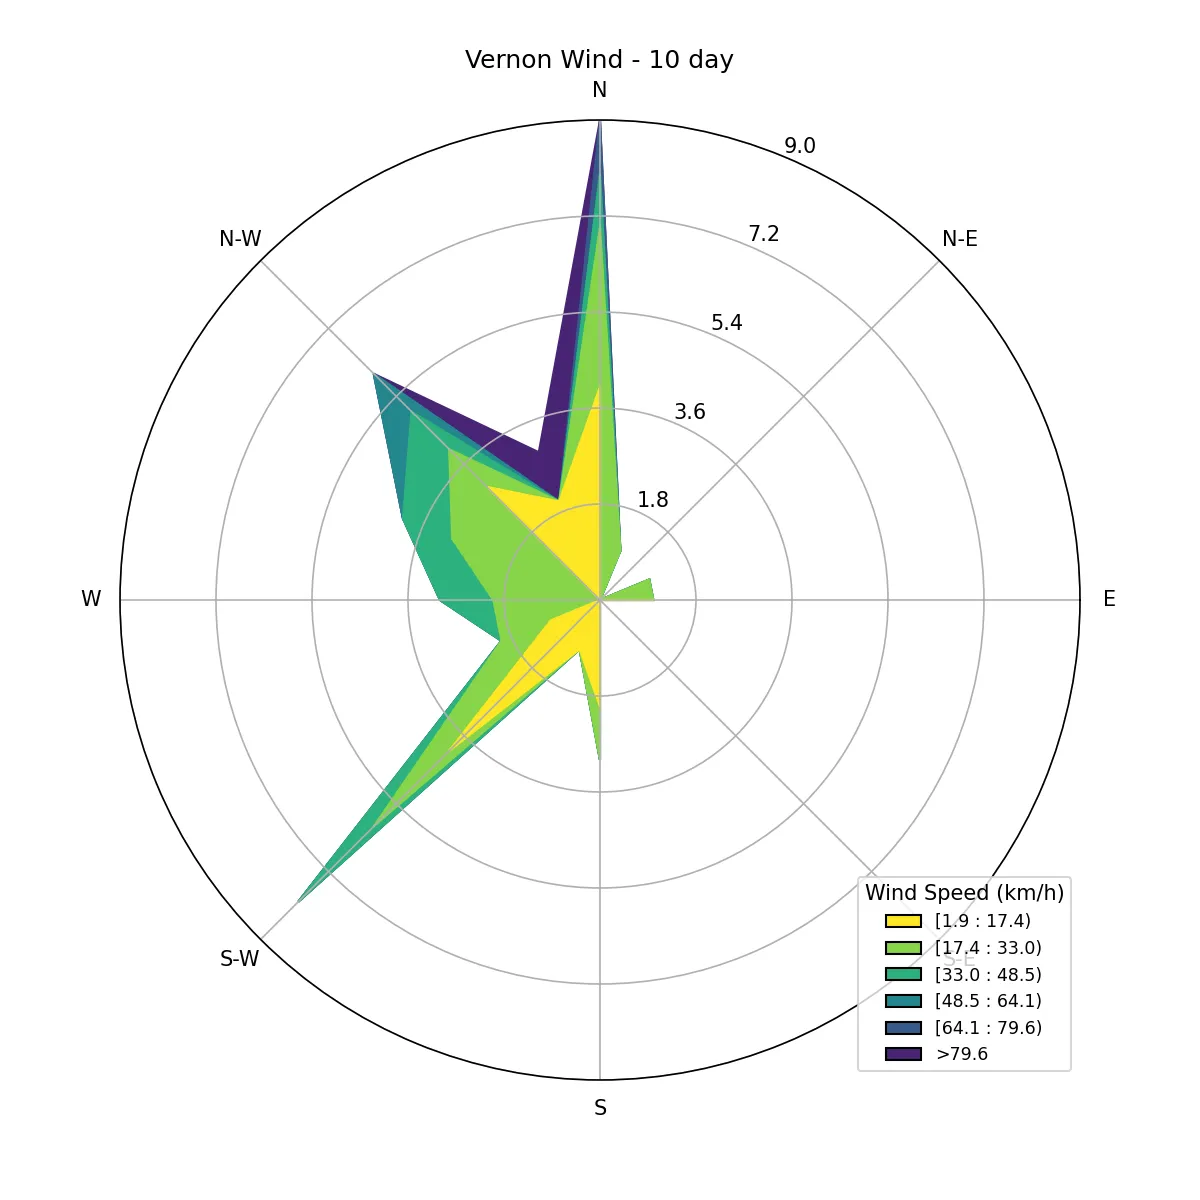 Vernon Wind - 10 day
N
9.0
N-W
N-E
7.2
5.4
3.6
1.8
W
E
S-W
S-E
S
Wind Speed (km/h)
[1.9 : 17.4)
[17.4 : 33.0)
[33.0 : 48.5)
[48.5 : 64.1)
[64.1 : 79.6)
>79.6